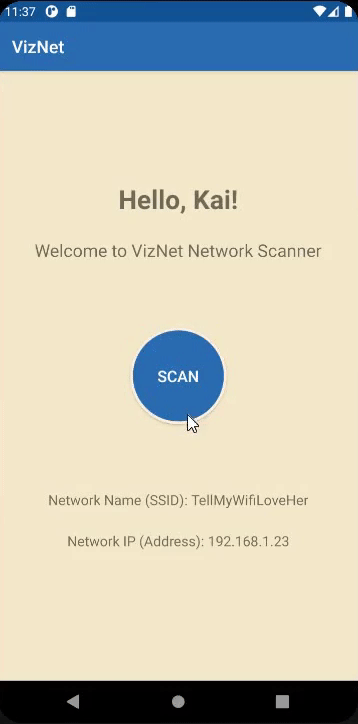 11:37
VizNet
Hello, Kai!
Welcome to VizNet Network Scanner
SCAN
Network Name (SSID): TellMyWifiLoveHer
Network IP (Address): 192.168.1.23